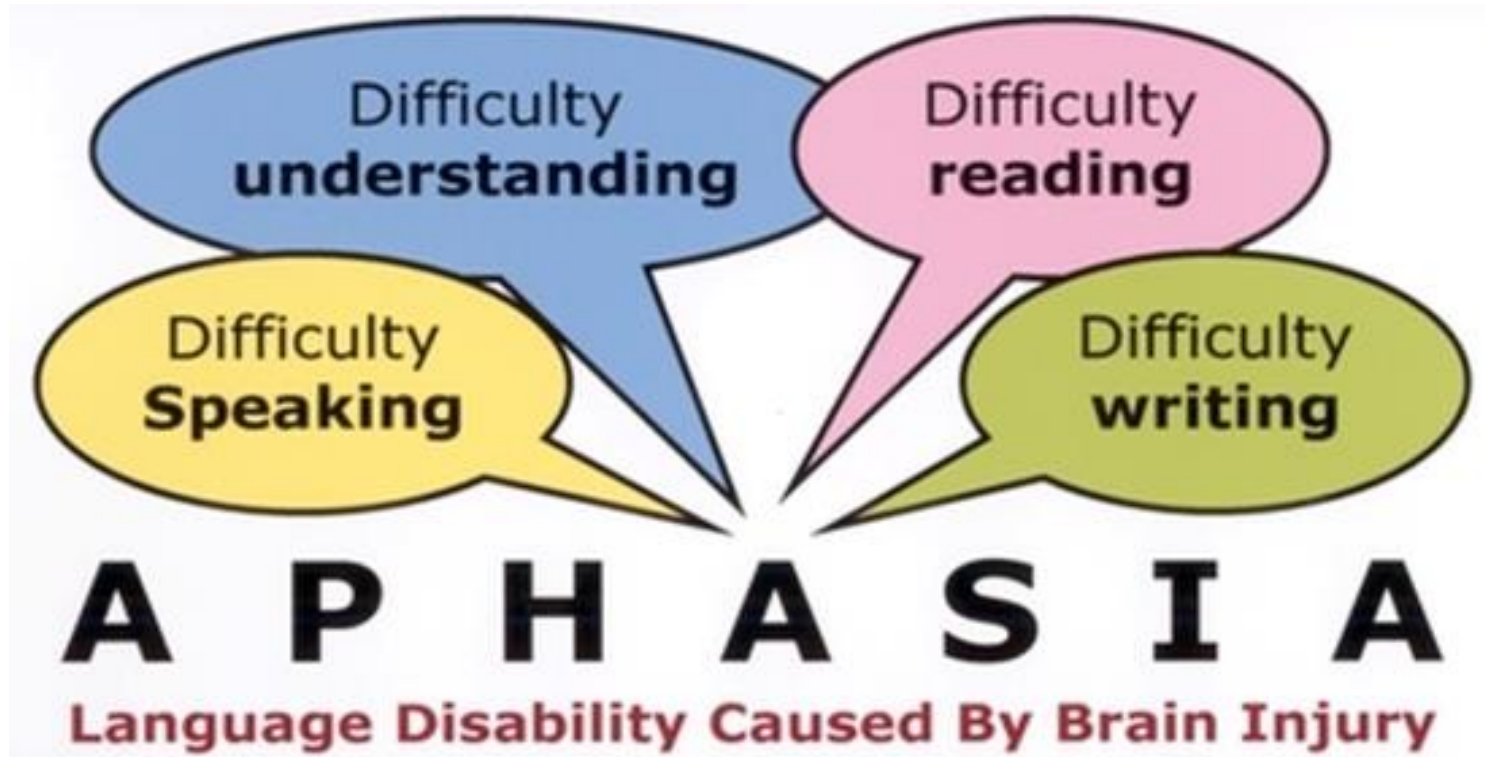 Difficulty
understanding
Difficulty
reading
Difficulty
Speaking
Difficulty
writing
APHASIA
Language Disability Caused By Brain Injury